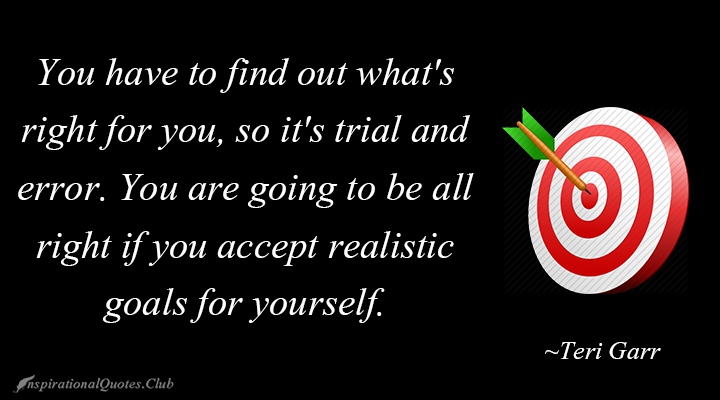 You have to find out what's
right for you, so it's trial and
error. You are going to be all
right if you accept realistic
goals for yourself.
~Teri Garr
InspirationalQuotes.Club